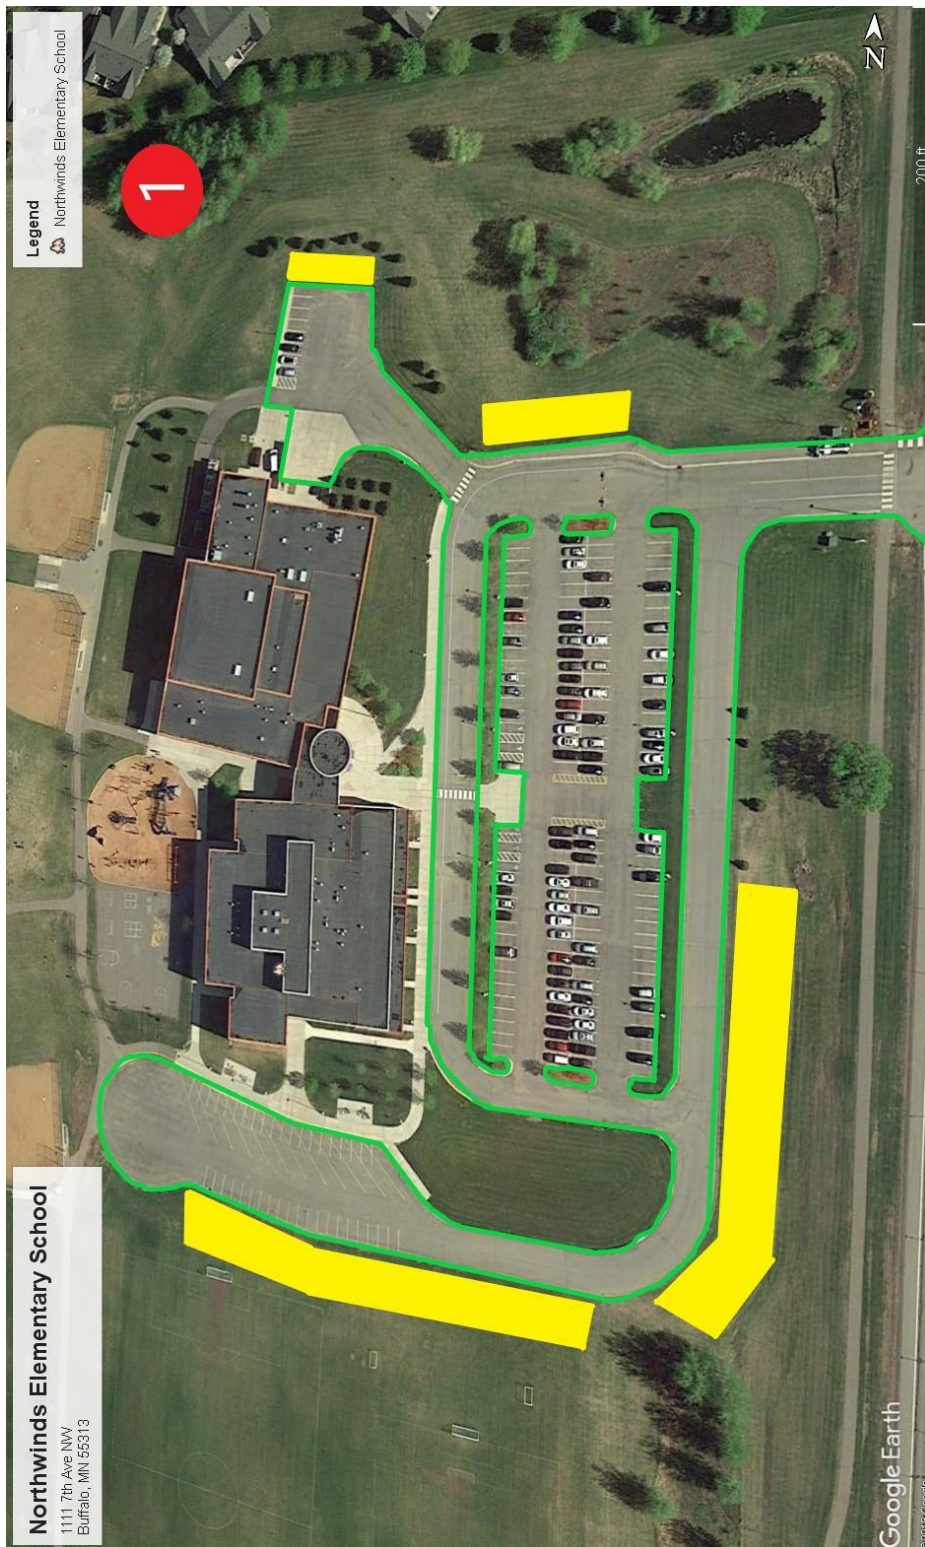 Northwinds Elementary School
1111 7th Ave NW
Buffalo, MN 55313
Legend
Northwinds Elementary School
1
N
Google Earth
200 ft